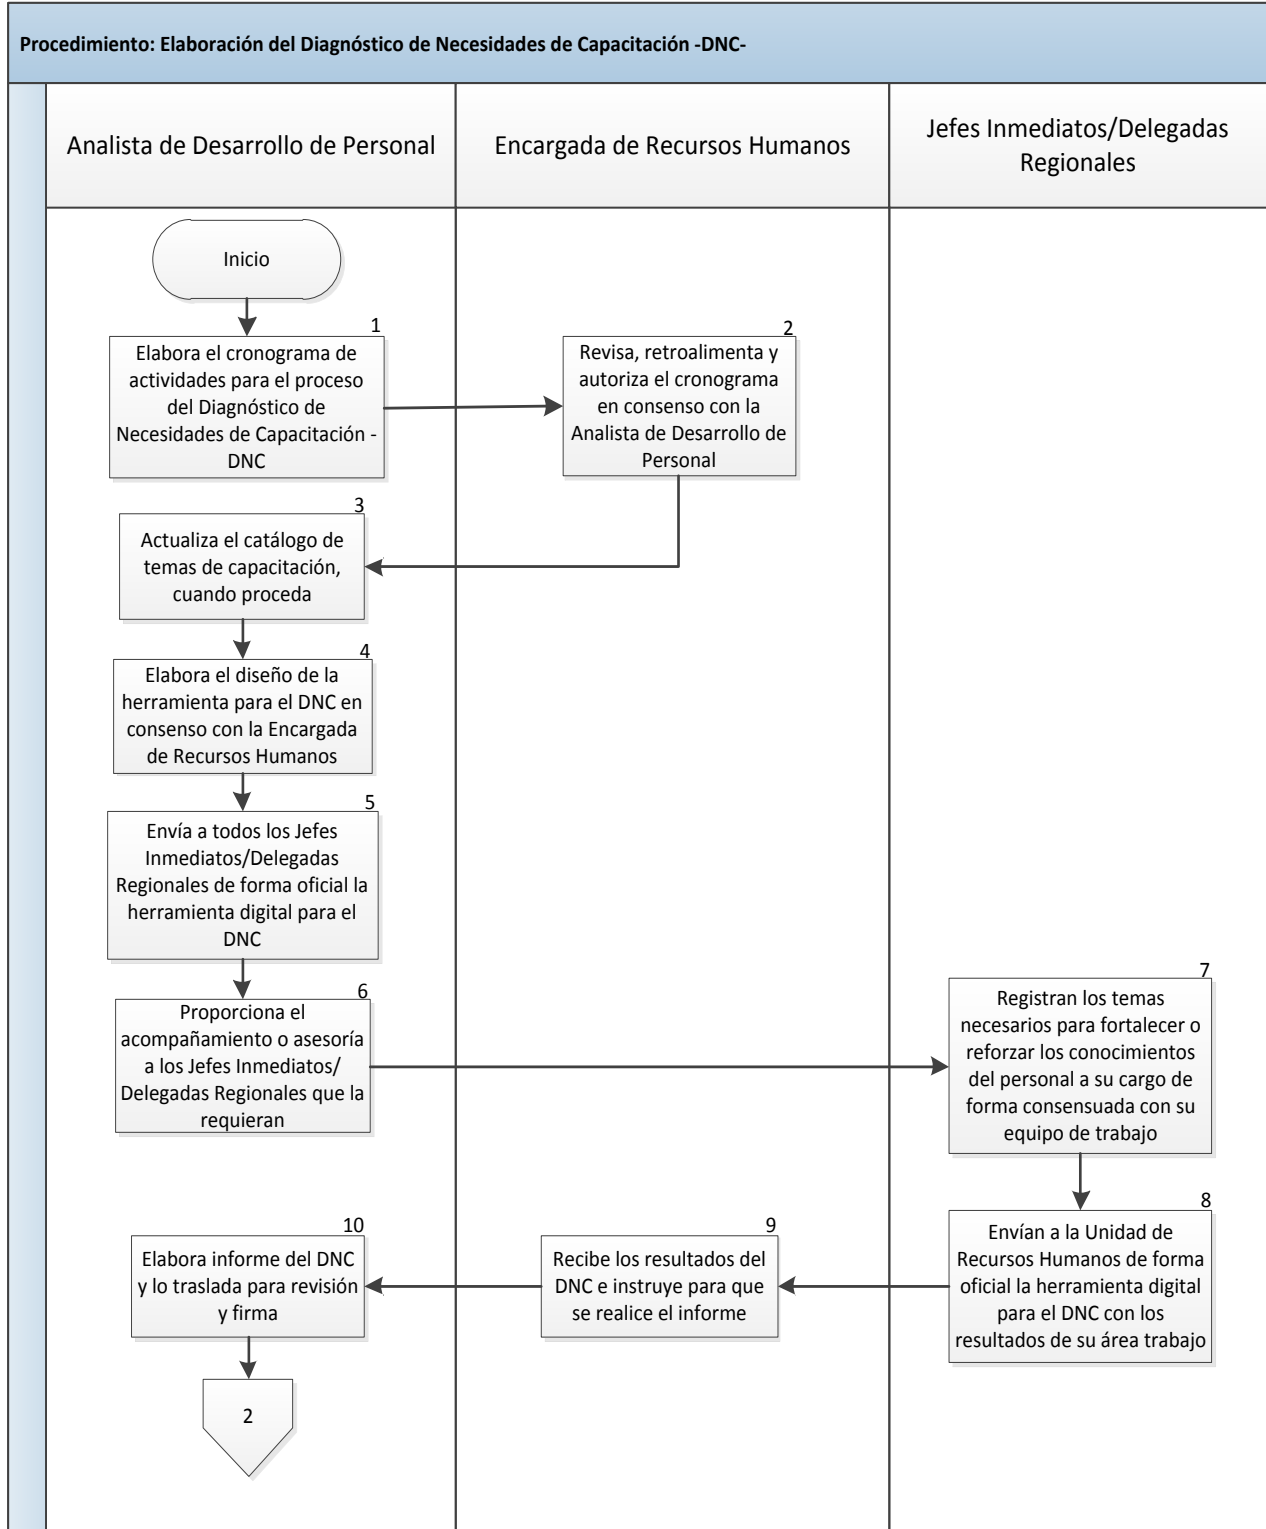 Procedimiento: Elaboración del Diagnóstico de Necesidades de Capacitación -DNC-
Analista de Desarrollo de Personal
Encargada de Recursos Humanos
Jefes Inmediatos/Delegadas
Regionales
Inicio
1
Elabora el cronograma de
actividades para el proceso
del Diagnóstico de
Necesidades de Capacitación -
DNC
2
Revisa, retroalimenta y
autoriza el cronograma
en consenso con la
Analista de Desarrollo de
Personal
3
Actualiza el catálogo de
temas de capacitación,
cuando proceda
4
Elabora el diseño de la
herramienta para el DNC en
consenso con la Encargada
de Recursos Humanos
5
Envía a todos los Jefes
Inmediatos/Delegadas
Regionales de forma oficial la
herramienta digital para el
DNC
6
Proporciona el
acompañamiento o asesoría
a los Jefes Inmediatos/
Delegadas Regionales que la
requieran
7
Registran los temas
necesarios para fortalecer o
reforzar los conocimientos
del personal a su cargo de
forma consensuada con su
equipo de trabajo
8
Envían a la Unidad de
Recursos Humanos de forma
oficial la herramienta digital
para el DNC con los
resultados de su área trabajo
9
Recibe los resultados del
DNC e instruye para que
se realice el informe
10
Elabora informe del DNC
y lo traslada para revisión
y firma
2